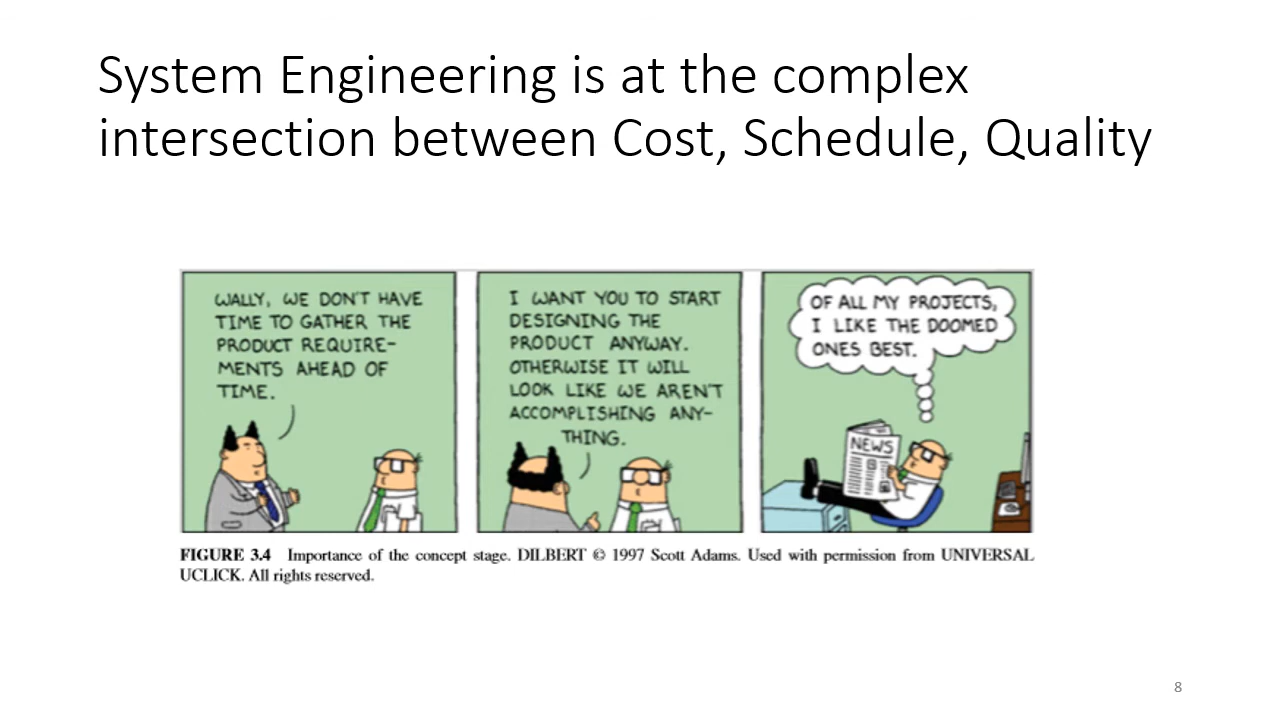 System Engineering is at the complex
intersection between Cost, Schedule, Quality
WALLY, WE DON'T HAVE
TIME TO GATHER THE
PRODUCT REQUIRE-
MENTS AHEAD OF
TIME.
I WANT YOU TO START
DESIGNING THE
PRODUCT ANYWAY.
OTHERWISE IT WILL
LOOK LIKE WE AREN'T
ACCOMPLISHING ANY-
THING.
OF ALL MY PROJECTS,
I LIKE THE DOOMED
ONES BEST.
NEWS
FIGURE 3.4 Importance of the concept stage. DILBERT © 1997 Scott Adams. Used with permission from UNIVERSAL
UCLICK. All rights reserved.
8